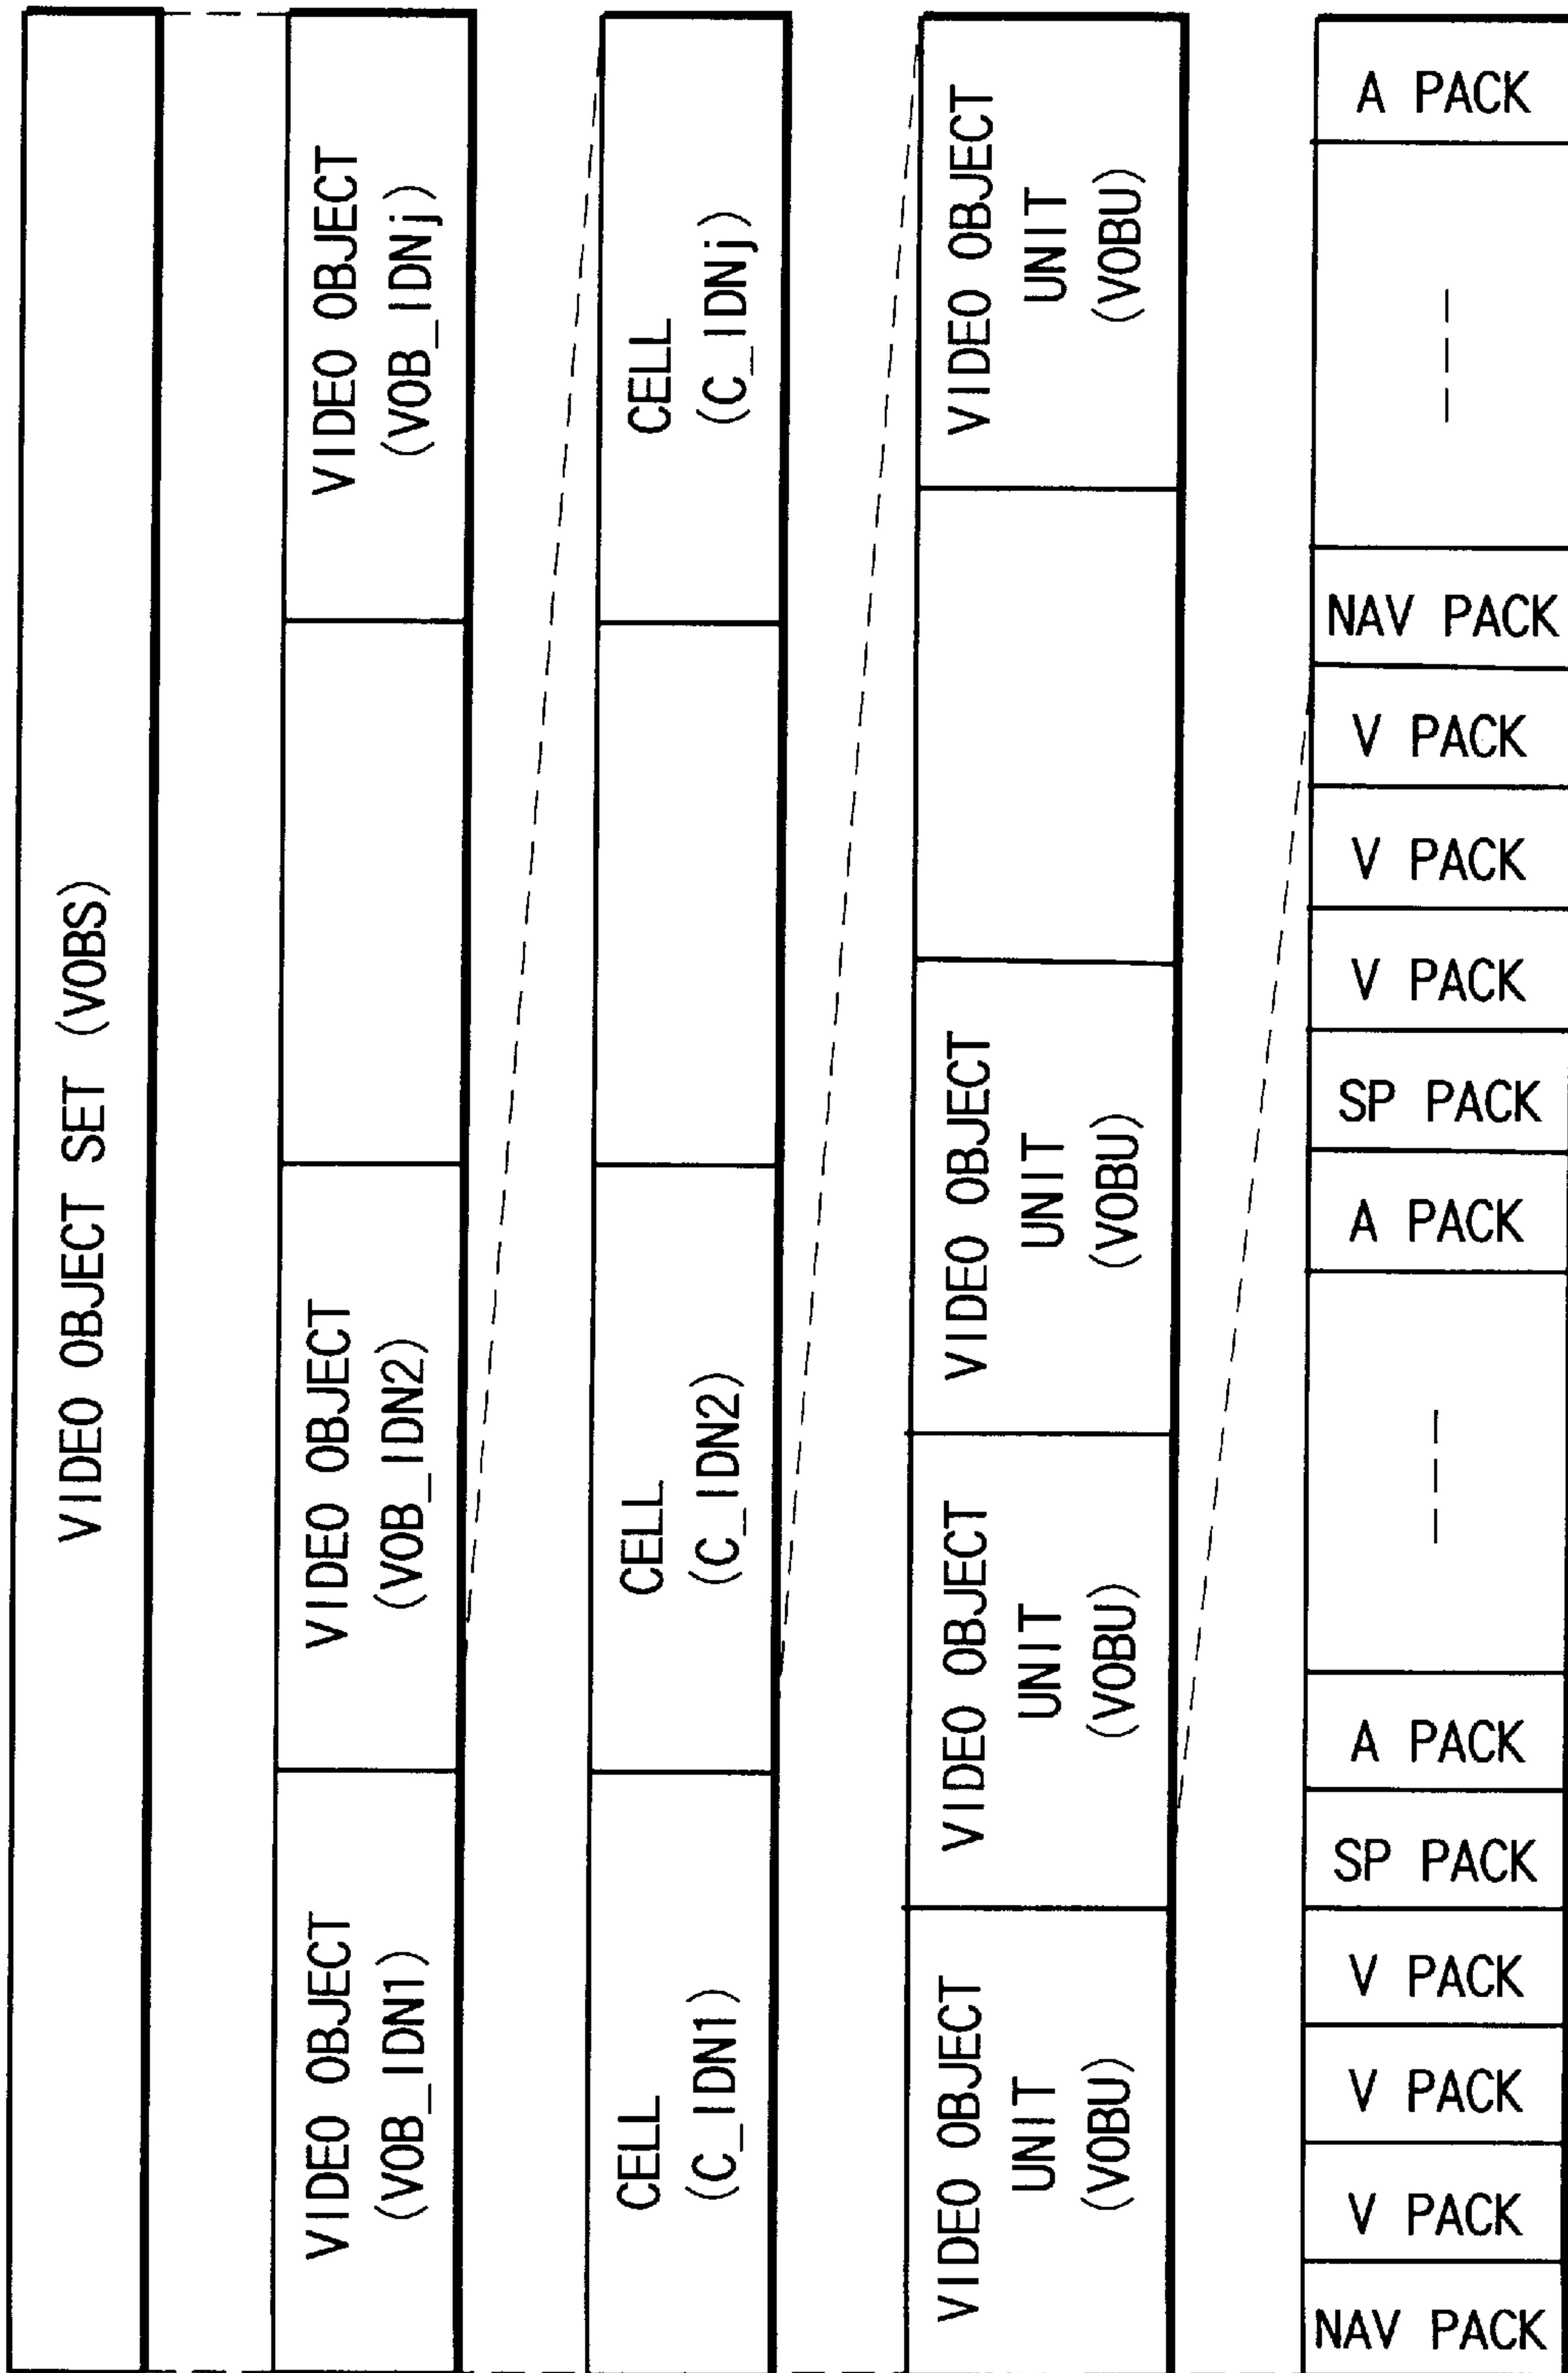 VIDEO OBJECT SET (VOBS)
VIDEO OBJECT
(VOB_IDN1)
VIDEO OBJECT
(VOB_IDN2)
VIDEO OBJECT
(VOB_IDNj)
CELL
(C_IDN1)
CELL
(C_IDN2)
CELL
(C_IDNj)
VIDEO OBJECT
UNIT
(VOBU)
VIDEO OBJECT
UNIT
(VOBU)
VIDEO OBJECT
UNIT
(VOBU)
VIDEO OBJECT
UNIT
(VOBU)
NAV PACK
V PACK
V PACK
V PACK
SP PACK
A PACK
A PACK
SP PACK
V PACK
V PACK
V PACK
NAV PACK
A PACK